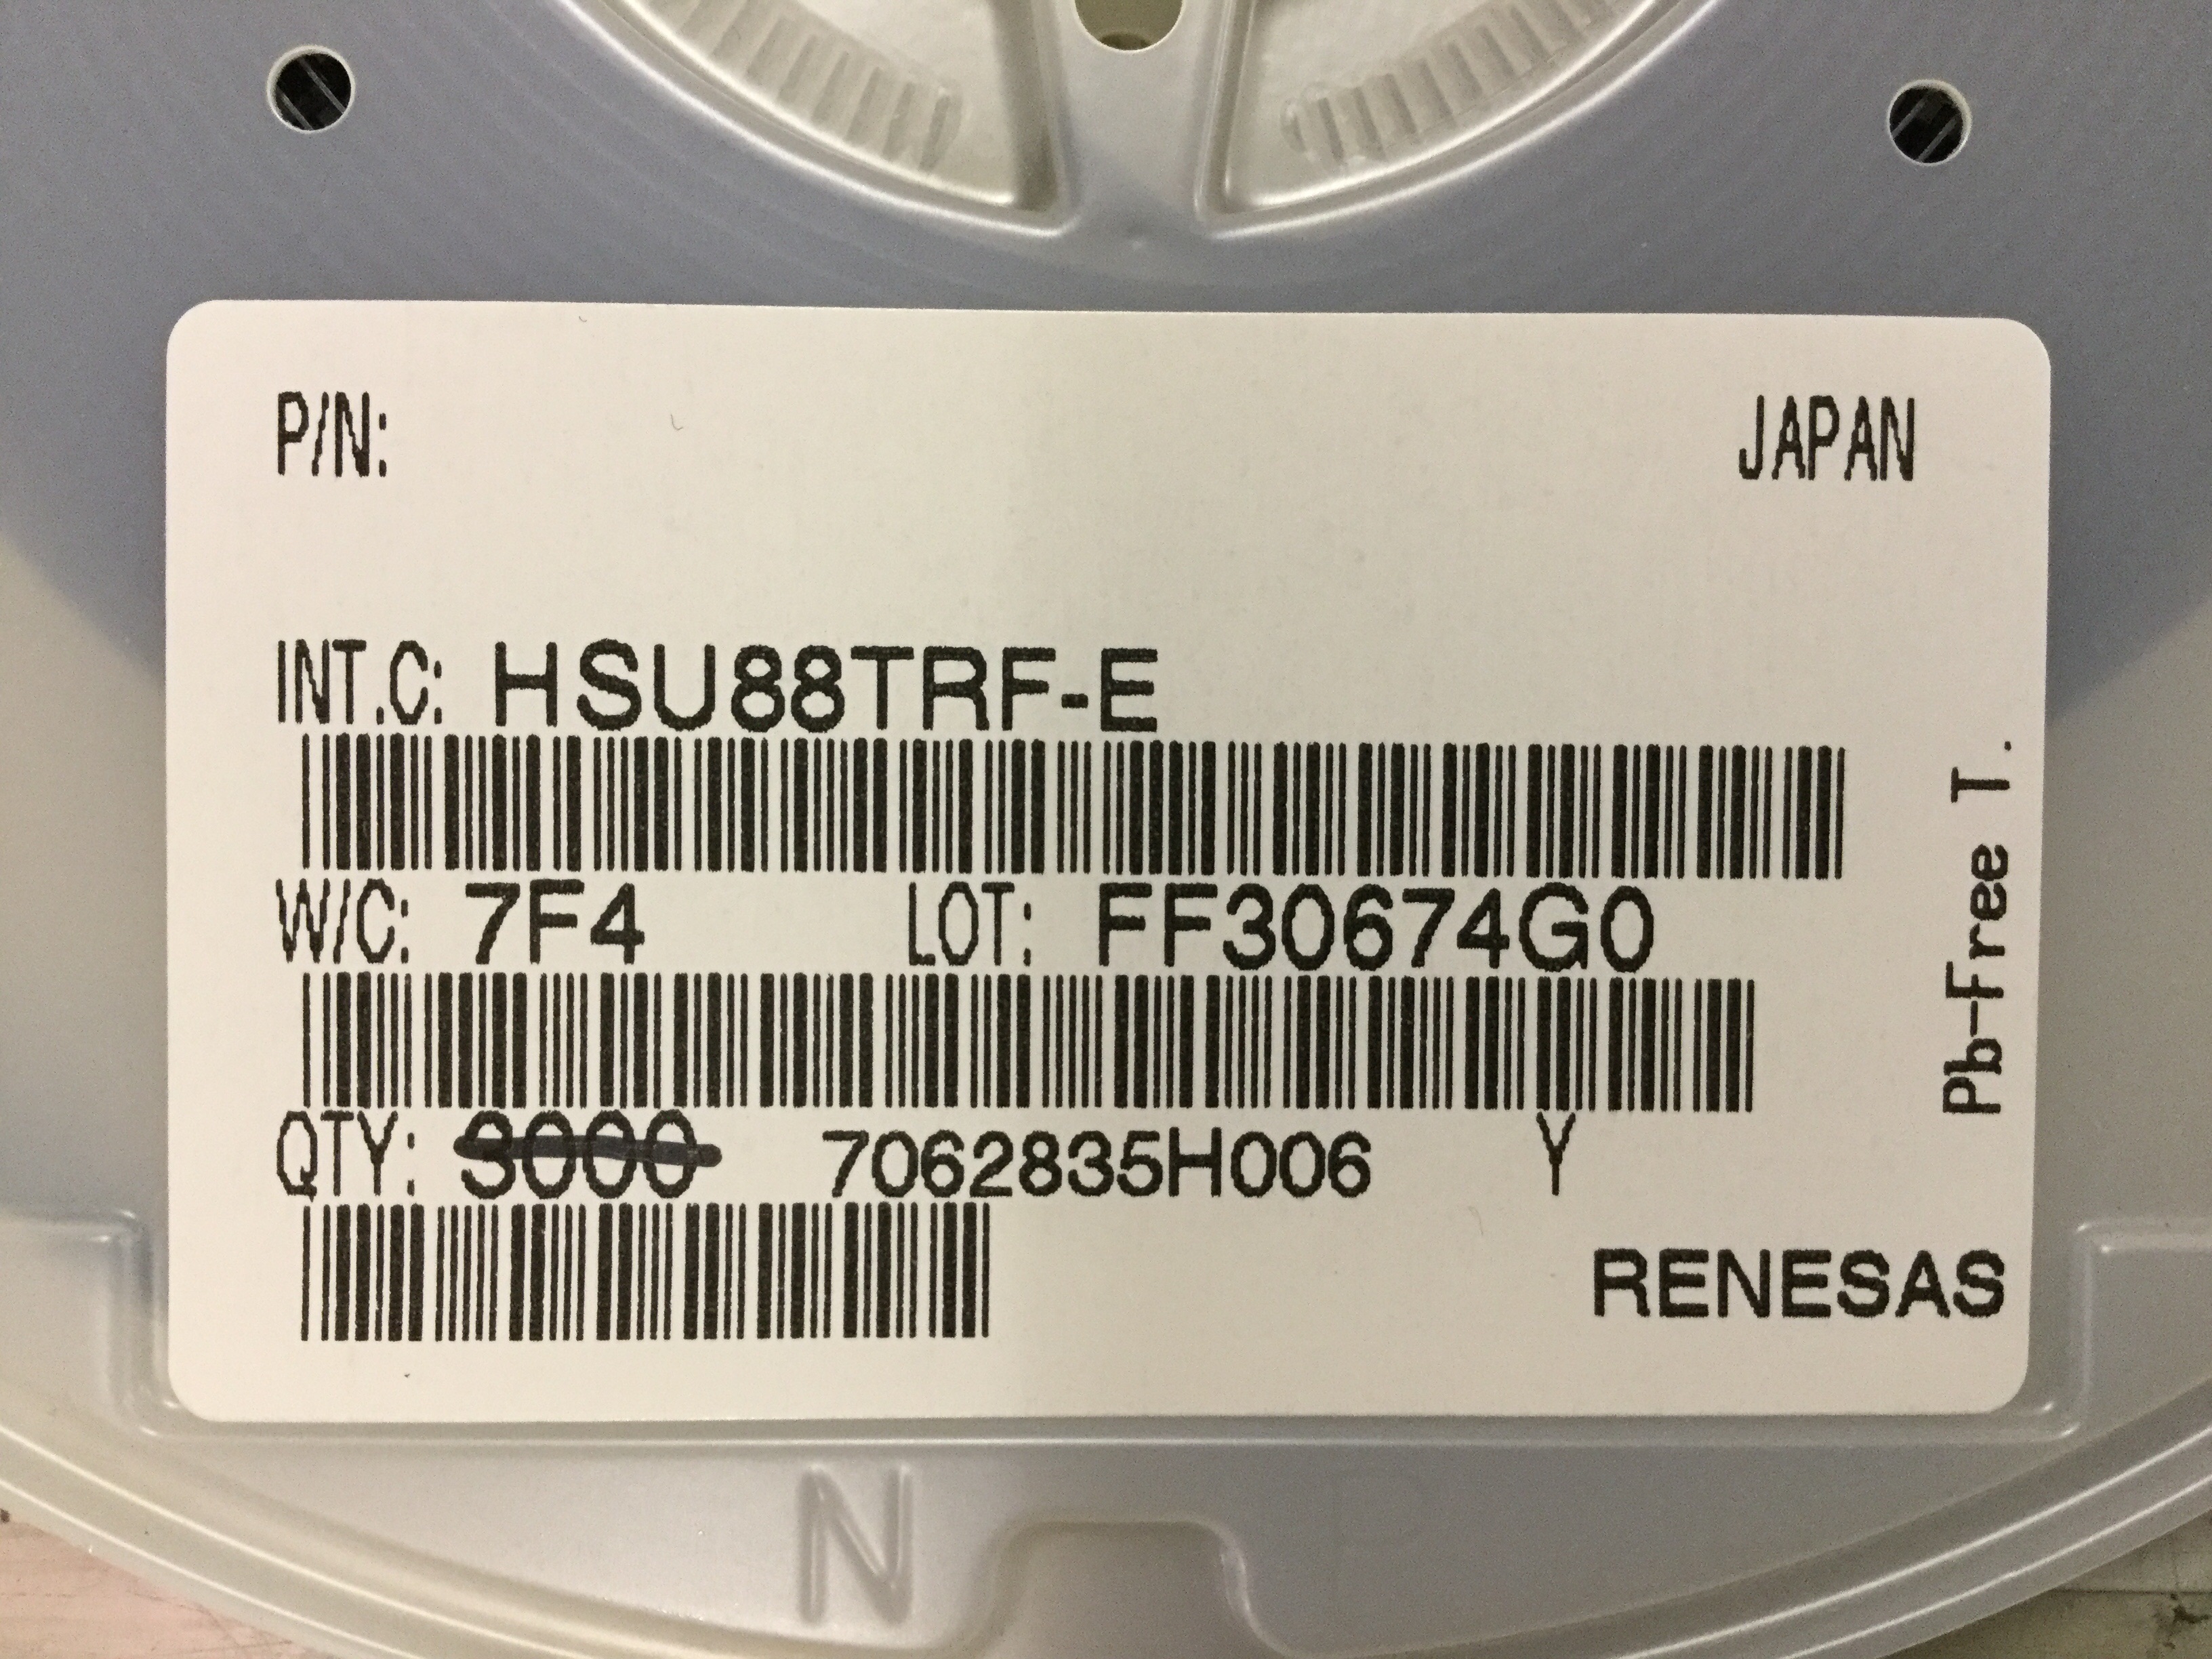 P/N: JAPAN
INT.C: HSU88TRF-E
W/C: 7F4 LOT: FF30674G0
QTY: 3000 7062835H006 Y
RENESAS
Pb-Free T.
N